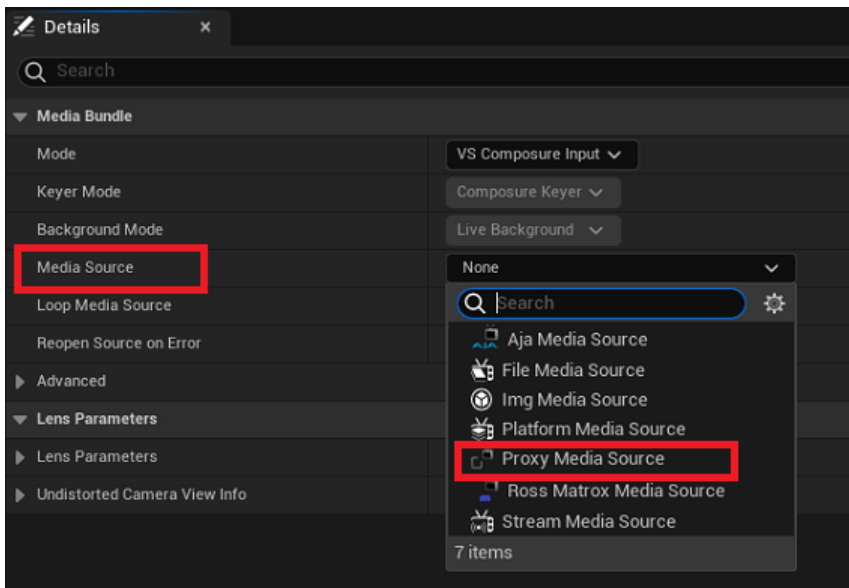 Details
Search
Media Bundle
Mode
VS Composure Input
Keyer Mode
Composure Keyer
Background Mode
Live Background
Media Source
None
Loop Media Source
Search
Reopen Source on Error
AJA Aja Media Source
File Media Source
Img Media Source
Advanced
Platform Media Source
Lens Parameters
Proxy Media Source
Lens Parameters
Ross Matrox Media Source
Undistorted Camera View Info
Stream Media Source
7 items